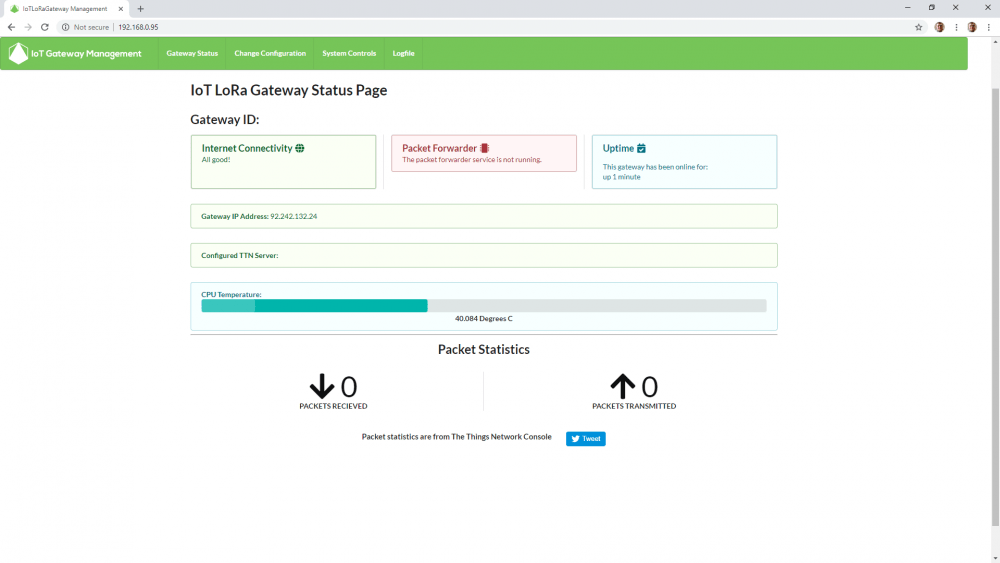 IoTLoRaGateway Management
Not secure | 192.168.0.95
IoT Gateway Management
Gateway Status
Change Configuration
System Controls
Logfile
IoT LoRa Gateway Status Page
Gateway ID:
Internet Connectivity
All good!
Packet Forwarder
The packet forwarder service is not running.
Uptime
This gateway has been online for:
up 1 minute
Gateway IP Address: 92.242.132.24
Configured TTN Server:
CPU Temperature:
40.084 Degrees C
Packet Statistics
0
PACKETS RECIEVED
0
PACKETS TRANSMITTED
Packet statistics are from The Things Network Console
Tweet